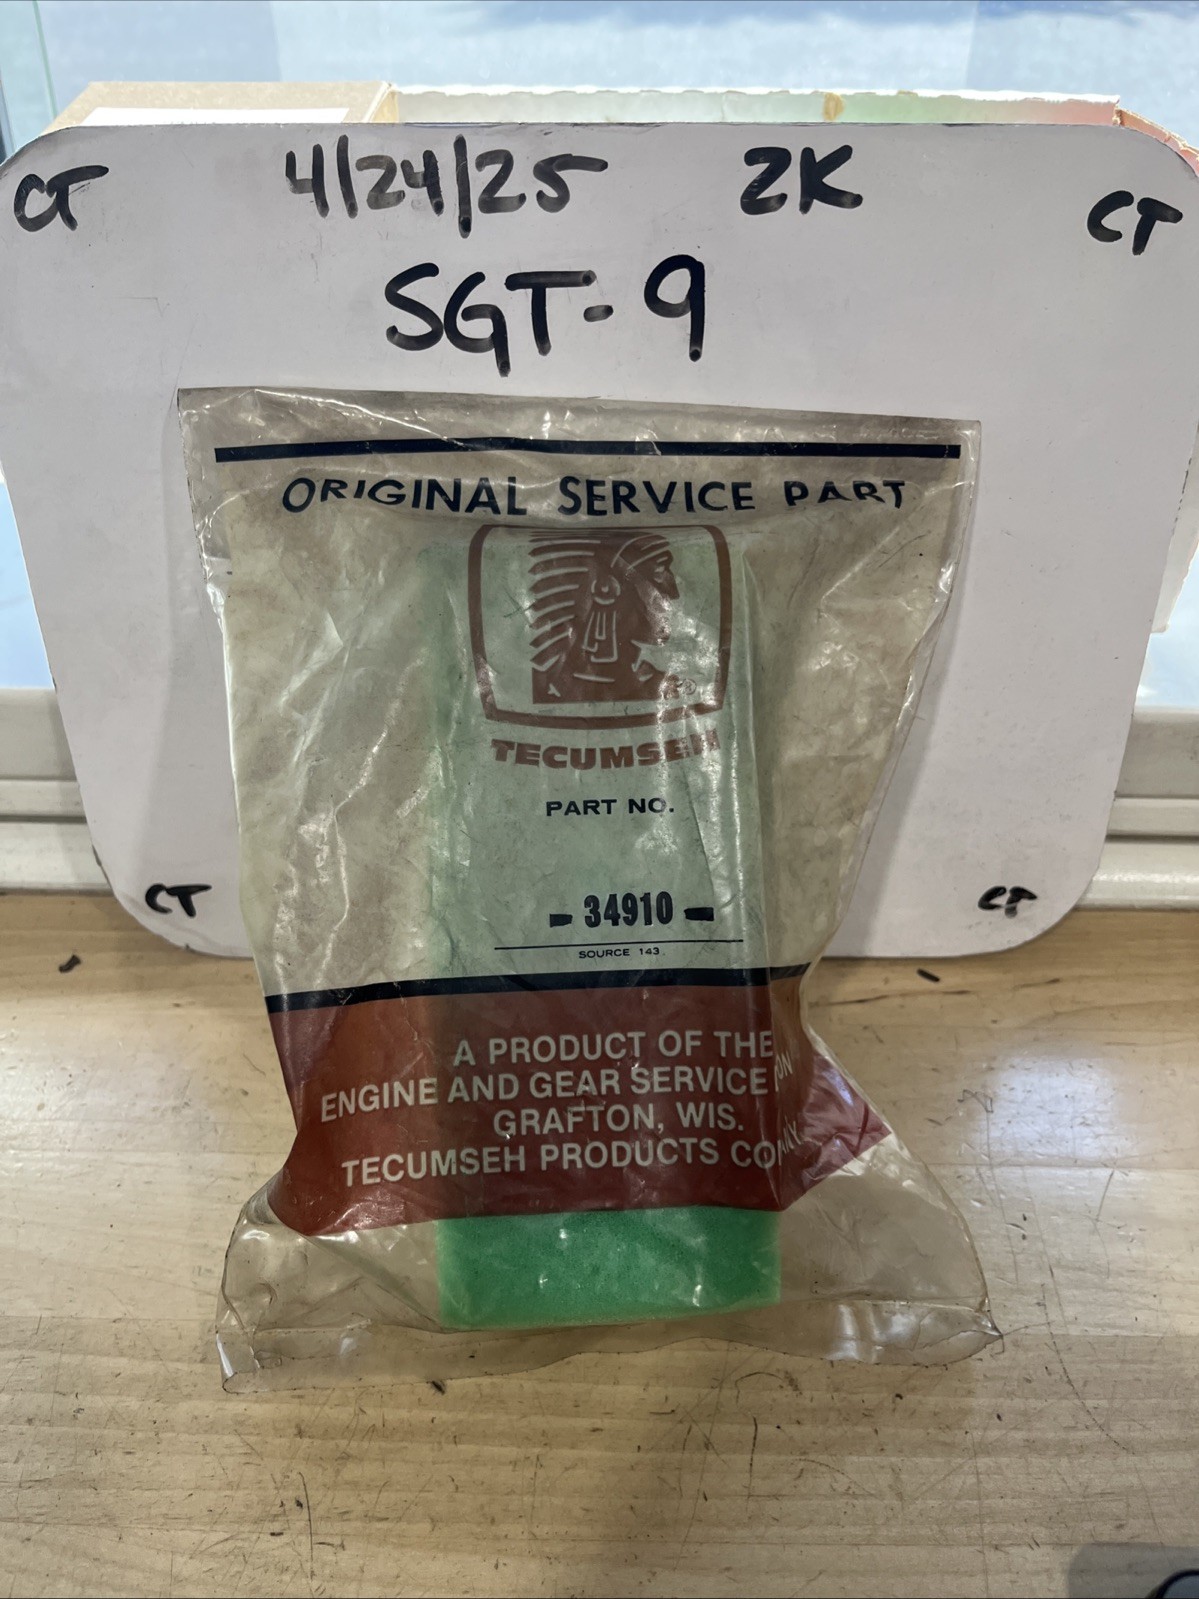 CT 4/24/25 2K CT
SGT-9
ORIGINAL SERVICE PART
®
TECUMSEH
PART NO.
- 34910 -
SOURCE 143
A PRODUCT OF THE
ENGINE AND GEAR SERVICE
GRAFTON, WIS.
TECUMSEH PRODUCTS COMPANY
CT CT